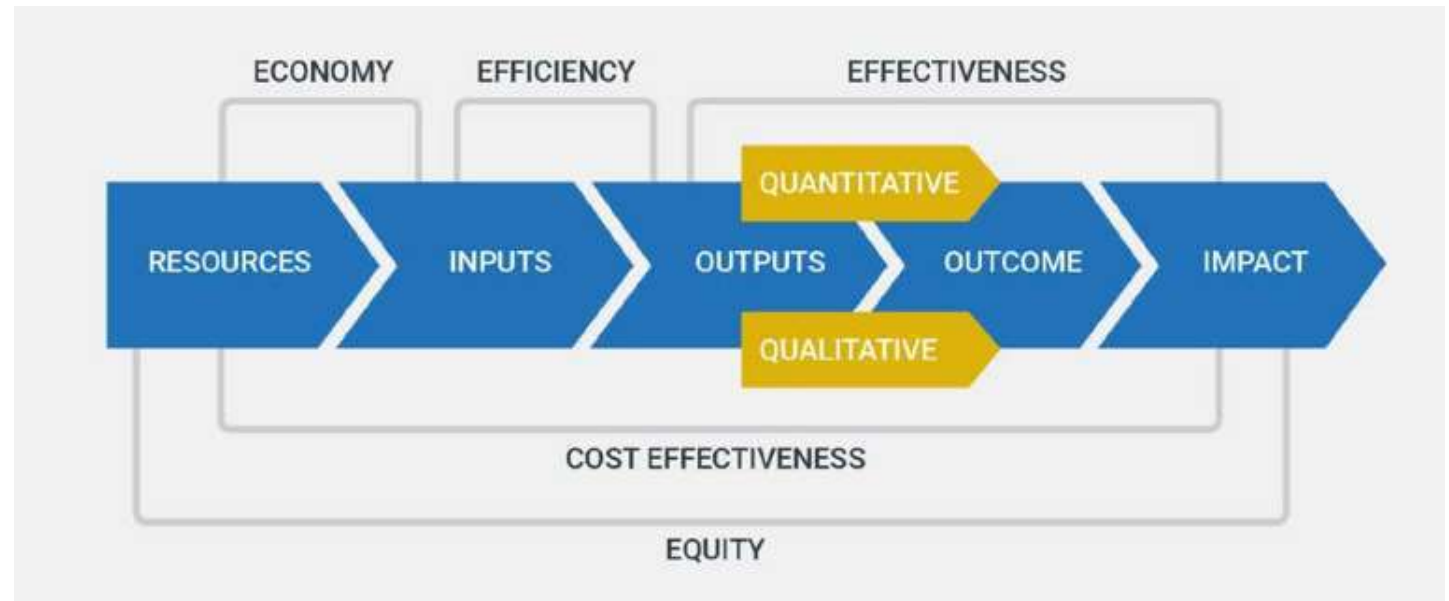 ECONOMY
EFFICIENCY
EFFECTIVENESS
QUANTITATIVE
RESOURCES
INPUTS
OUTPUTS
OUTCOME
IMPACT
QUALITATIVE
COST EFFECTIVENESS
EQUITY